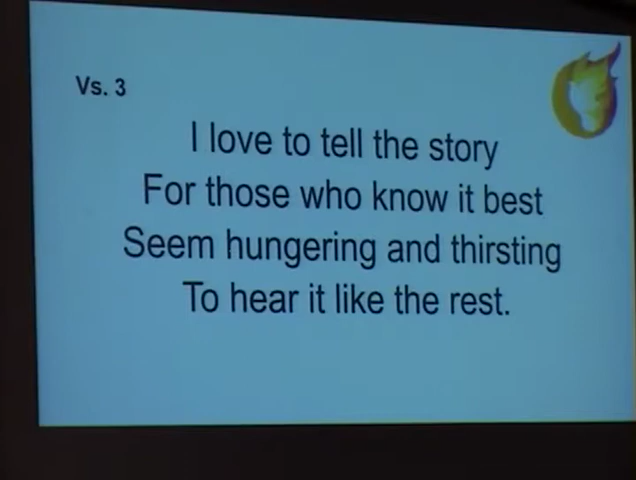 Vs. 3
I love to tell the story
For those who know it best
Seem hungering and thirsting
To hear it like the rest.